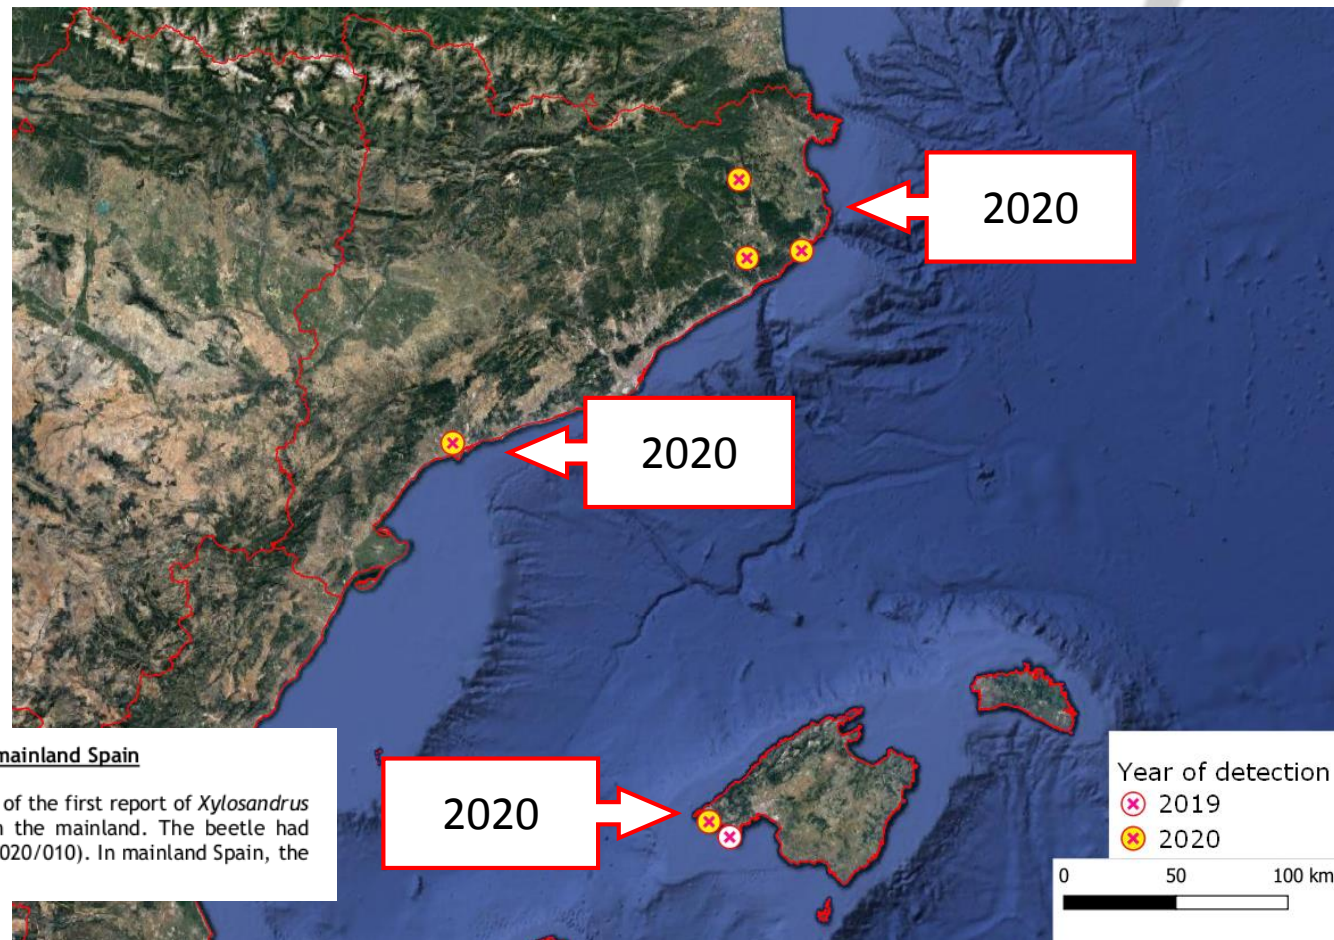 2020
2020
mainland Spain
of the first report of Xylosandrus
the mainland. The beetle had
020/010). In mainland Spain, the
2020
Year of detection
2019
2020
0 50 100 km